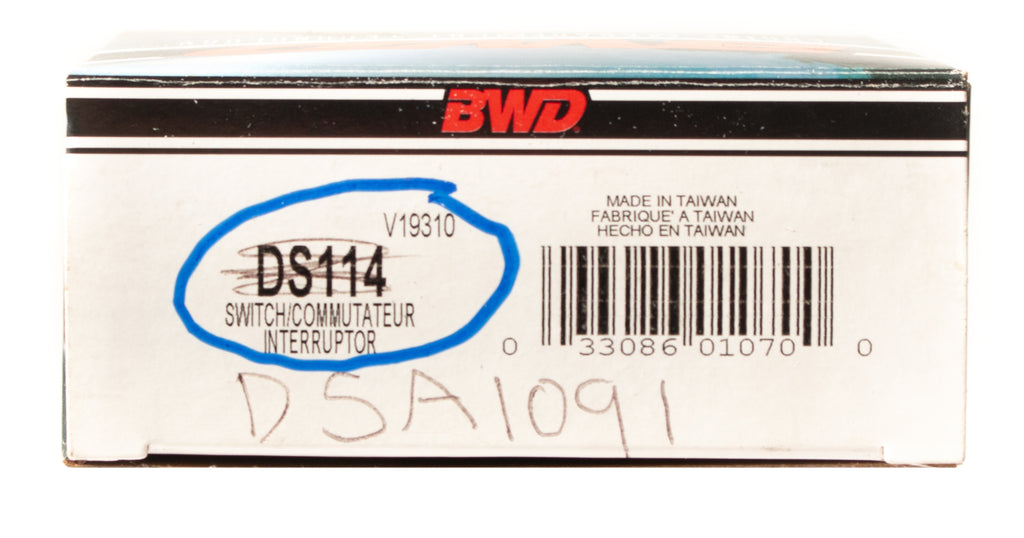 BWD
V19310
DS114
SWITCH/COMMUTATEUR
INTERRUPTOR
MADE IN TAIWAN
FABRIQUE' A TAIWAN
HECHO EN TAIWAN
0 33086 01070 0
DSA1091